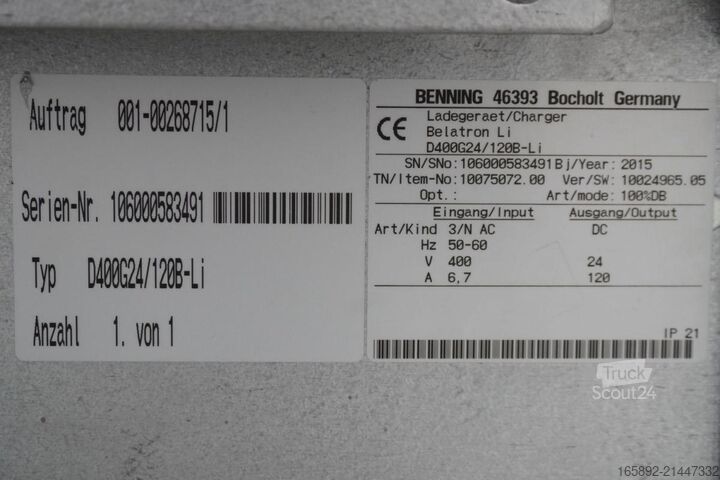 Auftrag 001-00268715/1
Serien-Nr. 106000583491
Typ D400G24/120B-Li
Anzahl 1. von 1
BENNING 46393 Bocholt Germany
CE Ladegeraet/Charger
Belatron Li
D400G24/120B-Li
SN/SNo:106000583491 Bj/Year: 2015
TN/Item-No:10075072.00 Ver/SW: 10024965.05
Opt.: Art/mode: 100%DB
Eingang/Input Ausgang/Output
Art/Kind 3/N AC DC
Hz 50-60
V 400 24
A 6,7 120
IP 21
Truck
Scout24
165892-21447332